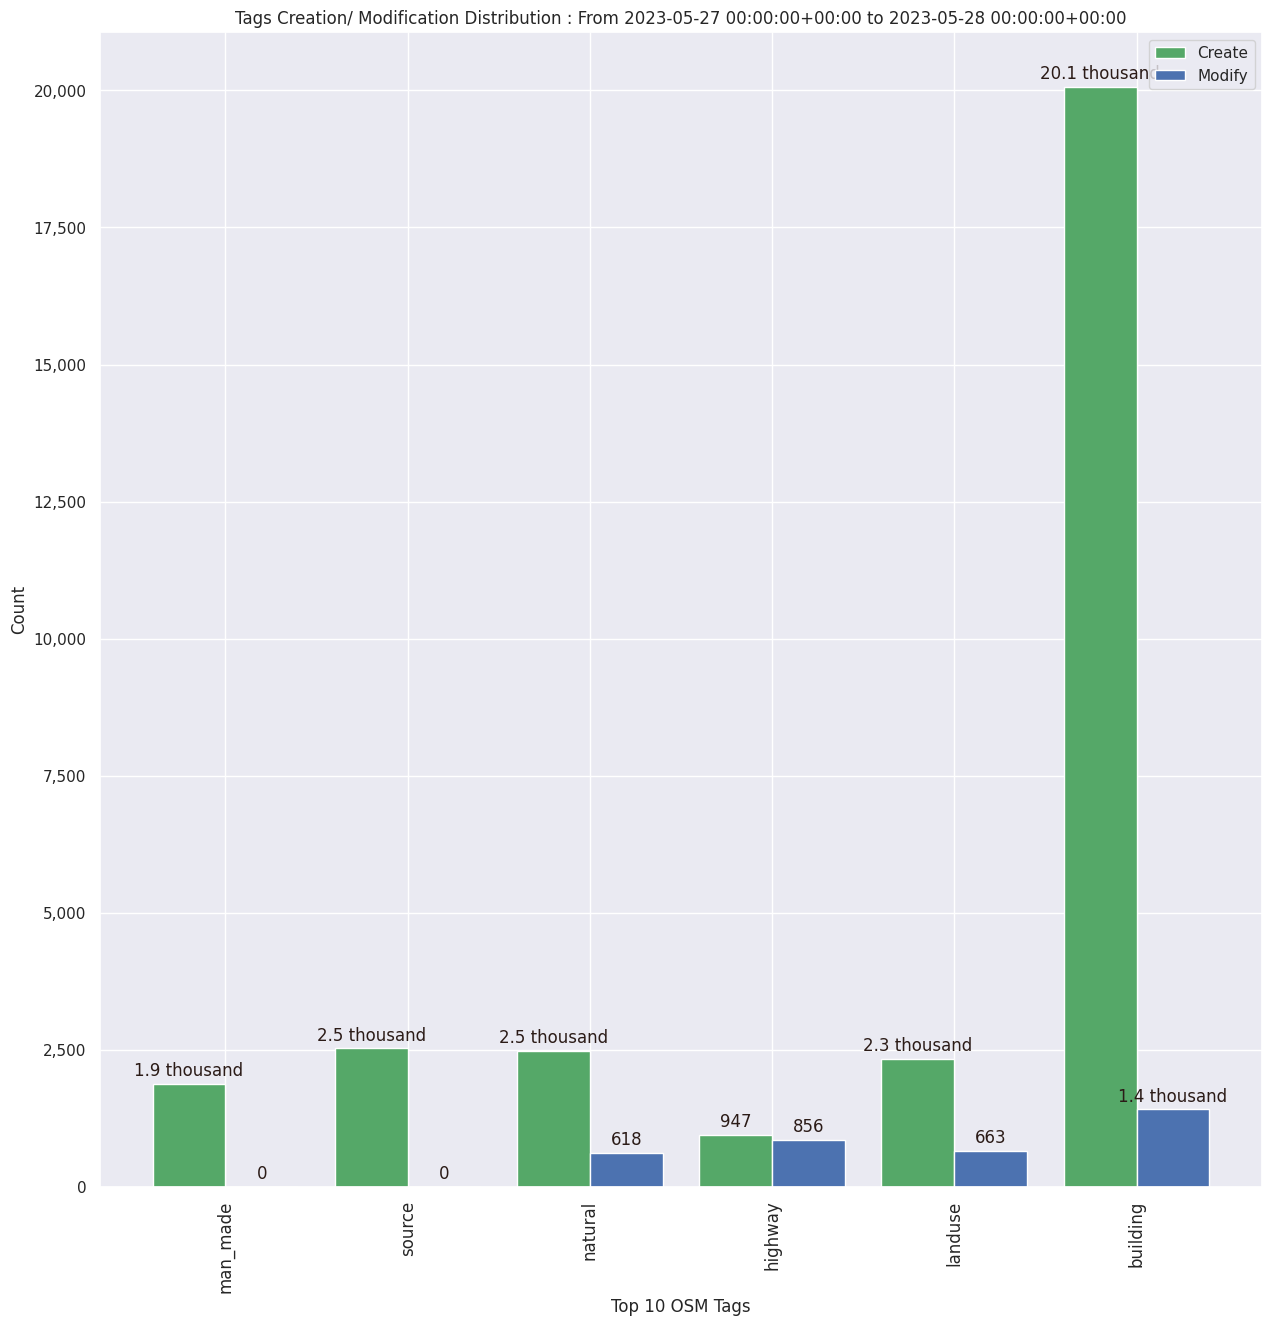 Tags Creation/ Modification Distribution : From 2023-05-27 00:00:00+00:00 to 2023-05-28 00:00:00+00:00
Create
Modify
20.1 thousand
20,000
17,500
15,000
12,500
10,000
7,500
5,000
2,500
0
Count
1.9 thousand
0
2.5 thousand
0
2.5 thousand
618
947
856
2.3 thousand
663
1.4 thousand
man_made
source
natural
highway
landuse
building
Top 10 OSM Tags